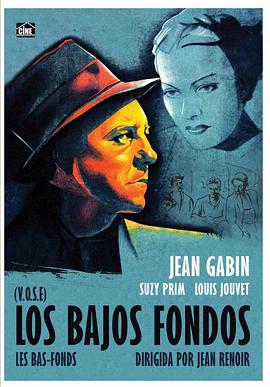 CINE
JEAN GABIN
SUZY PRIM LOUIS JOUVET
(V.O.S.E)
LOS BAJOS FONDOS
LES BAS-FONDS DIRIGIDA POR JEAN RENOIR